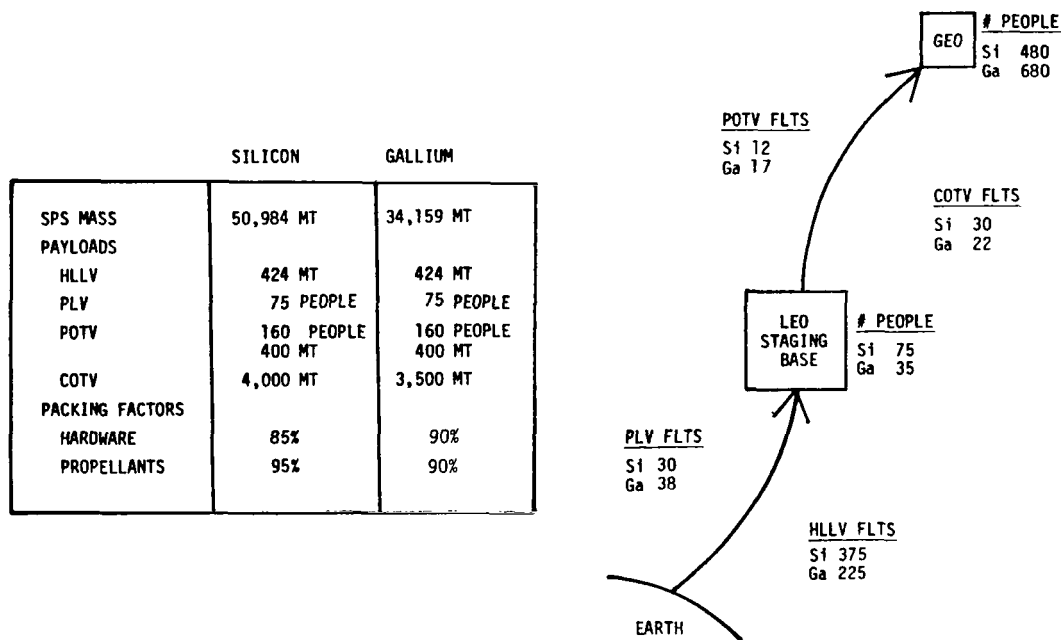 SILICON GALLIUM
SPS MASS 50,984 MT 34,159 MT
PAYLOADS
HLLV 424 MT 424 MT
PLV 75 PEOPLE 75 PEOPLE
POTV 160 PEOPLE 160 PEOPLE
400 MT 400 MT
COTV 4,000 MT 3,500 MT
PACKING FACTORS
HARDWARE 85% 90%
PROPELLANTS 95% 90%
GEO
# PEOPLE
Si 480
Ga 680
POTV FLTS
Si 12
Ga 17
COTV FLTS
Si 30
Ga 22
LEO
STAGING
BASE
# PEOPLE
Si 75
Ga 35
PLV FLTS
Si 30
Ga 38
HLLV FLTS
Si 375
Ga 225
EARTH